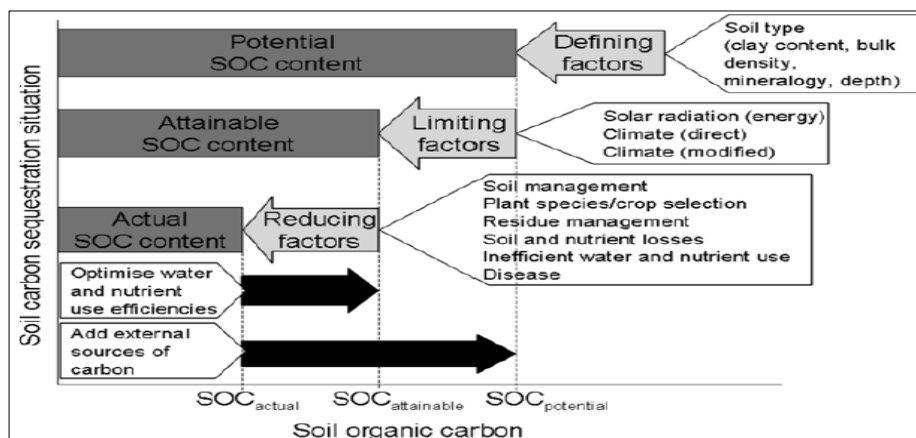 Soil carbon sequestration situation
Potential
SOC content
Defining
factors
Soil type
(clay content, bulk
density,
mineralogy, depth)
Attainable
SOC content
Limiting
factors
Solar radiation (energy)
Climate (direct)
Climate (modified)
Actual
SOC content
Reducing
factors
Soil management
Plant species/crop selection
Residue management
Soil and nutrient losses
Inefficient water and nutrient use
Disease
Optimise water
and nutrient
use efficiencies
Add external
sources of
carbon
SOCactual
SOCattainable
SOCpotential
Soil organic carbon